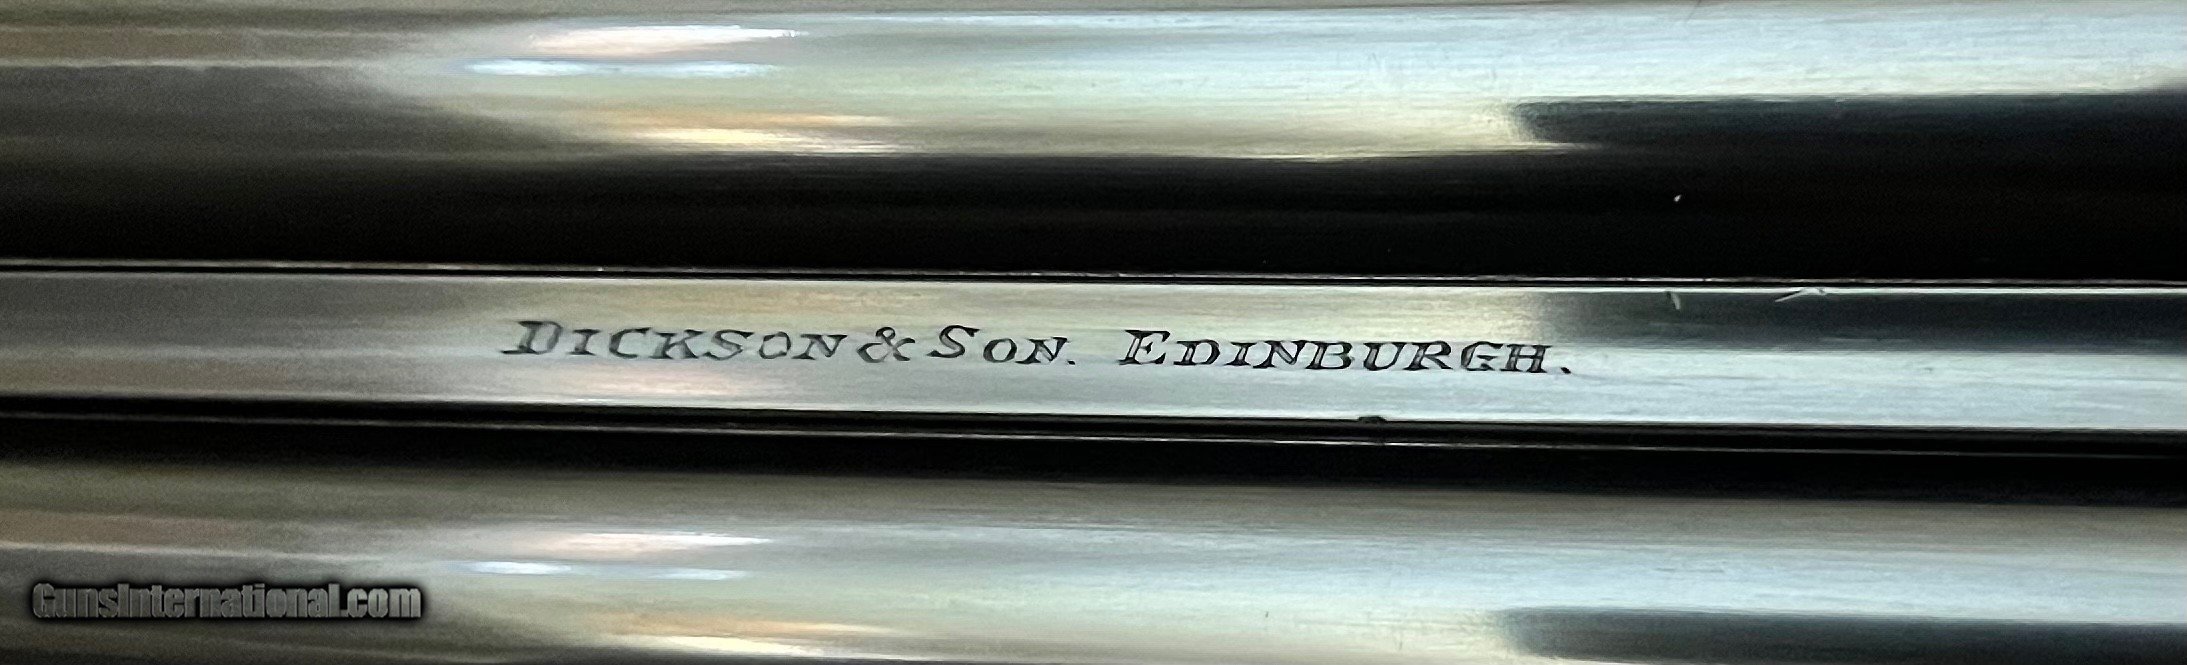 DICKSON & SON. EDINBURGH.
GunsInternational.com